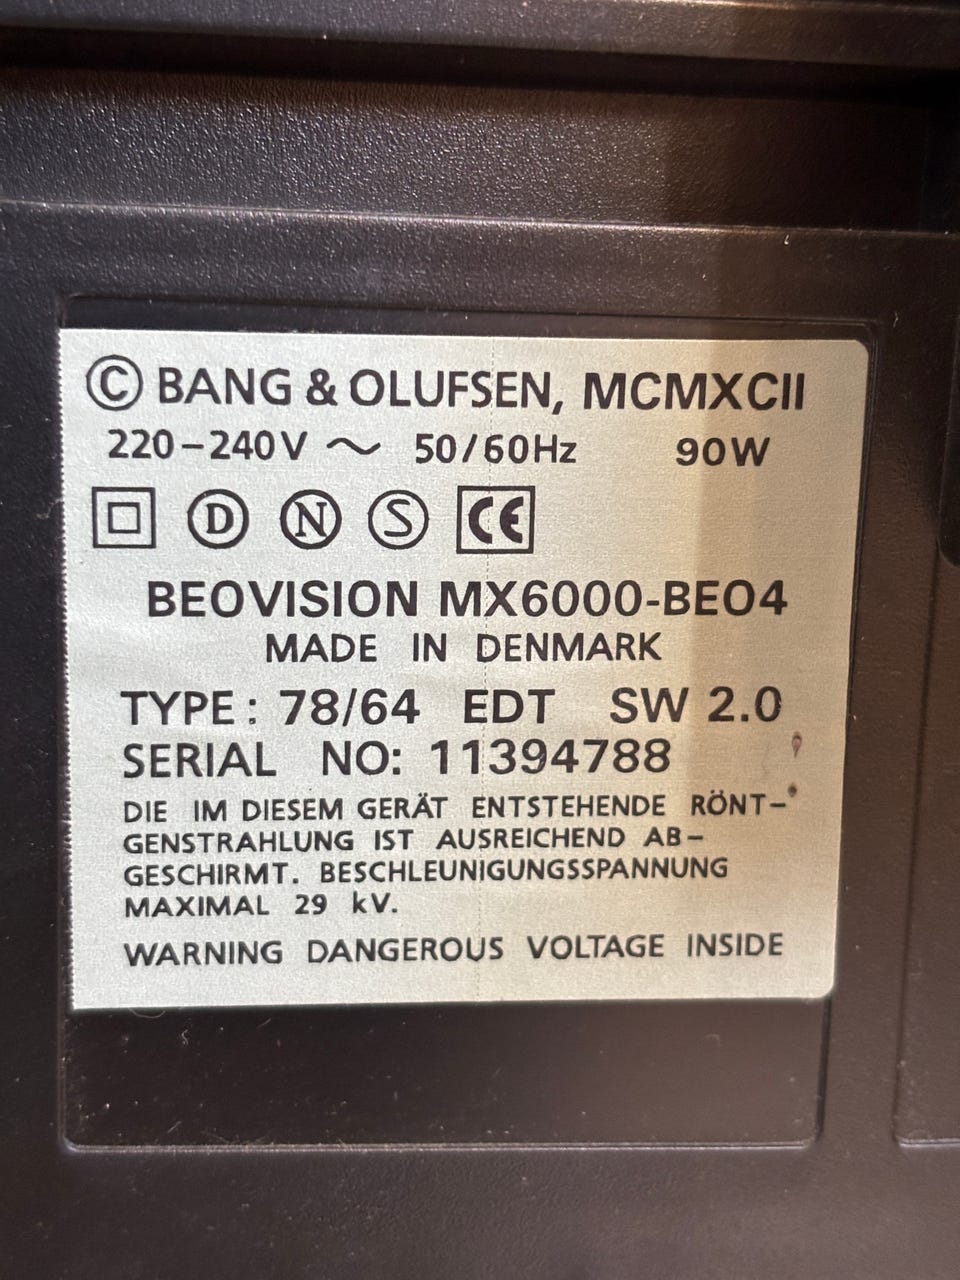 © BANG & OLUFSEN, MCMXCII
220-240V ~ 50/60Hz 90W
D N S CE
BEOVISION MX6000-BEO4
MADE IN DENMARK
TYPE: 78/64 EDT SW 2.0
SERIAL NO: 11394788
DIE IM DIESEM GERÄT ENTSTEHENDE RÖNT-
GENSTRAHLUNG IST AUSREICHEND AB-
GESCHIRMT. BESCHLEUNIGUNGSSPANNUNG
MAXIMAL 29 kV.
WARNING DANGEROUS VOLTAGE INSIDE